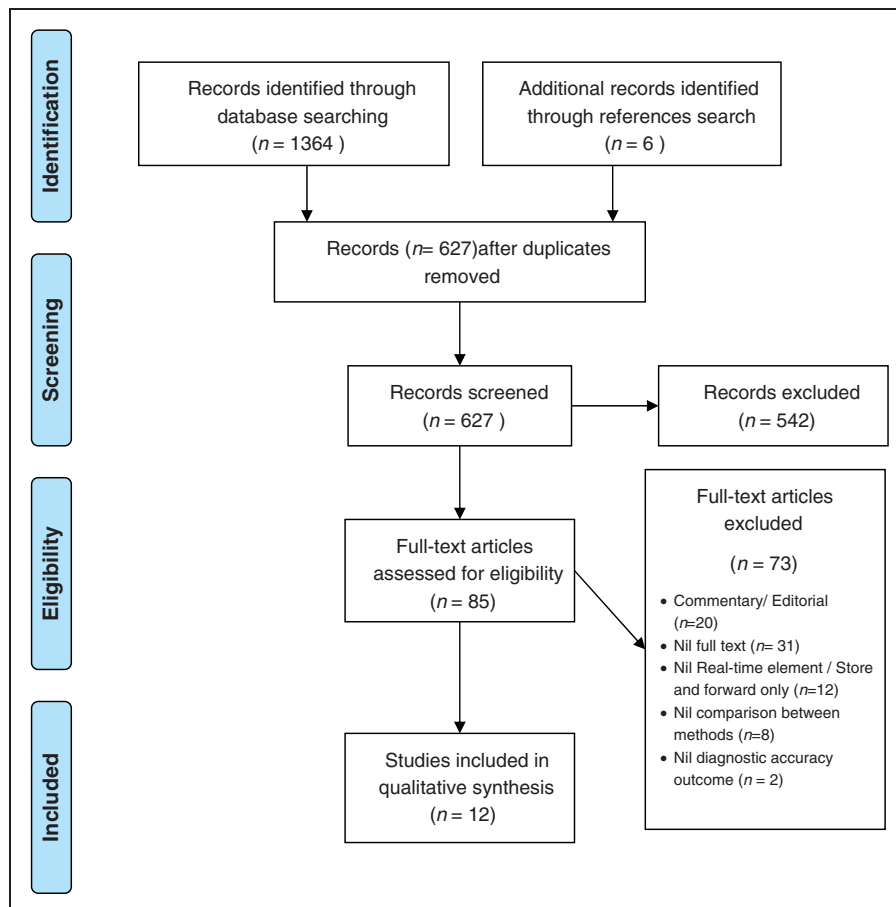 Identification
Records identified through
database searching
(n = 1364 )
Additional records identified
through references search
(n = 6 )
Records (n= 627)after duplicates
removed
Screening
Records screened
(n = 627 )
Records excluded
(n = 542)
Eligibility
Full-text articles
assessed for eligibility
(n = 85)
Full-text articles
excluded
(n = 73)
• Commentary/ Editorial
(n=20)
• Nil full text (n= 31)
• Nil Real-time element / Store
and forward only (n=12)
• Nil comparison between
methods (n=8)
• Nil diagnostic accuracy
outcome (n = 2)
Included
Studies included in
qualitative synthesis
(n = 12)